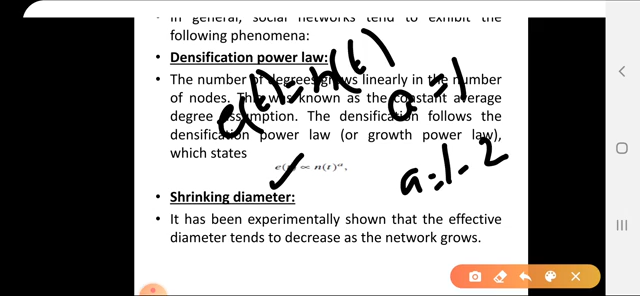 In general, social networks tend to exhibit the
following phenomena:
• Densification power law:
• The number of degrees grows linearly in the number
of nodes. This was known as the constant average
degree assumption. The densification follows the
densification power law (or growth power law),
which states
e(t) ∝ n(t)ᵃ,
• Shrinking diameter:
• It has been experimentally shown that the effective
diameter tends to decrease as the network grows.
e(t)=n(t)
a=1
a=1-2